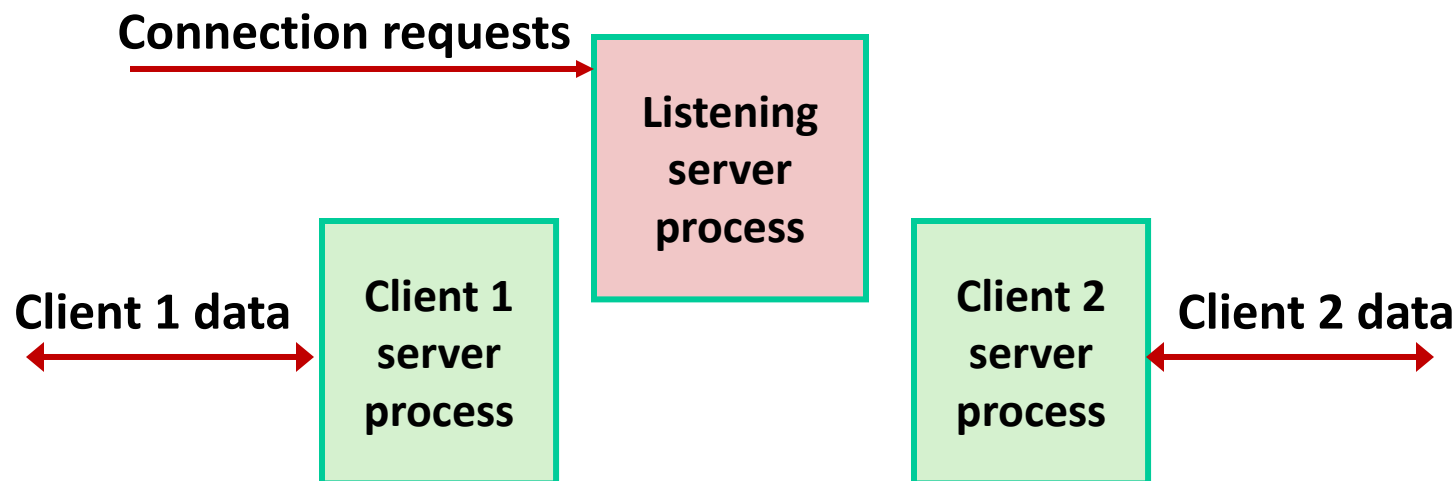 Connection requests
Listening
server
process
Client 1 data
Client 1
server
process
Client 2
server
process
Client 2 data